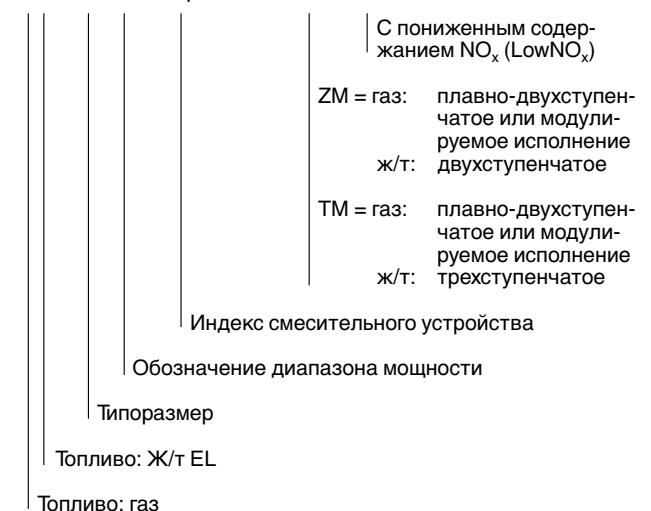 С пониженным содер-
жанием NOx (LowNOx)
ZM = газ: плавно-двухступен-
чатое или модули-
руемое исполнение
ж/т: двухступенчатое
TM = газ: плавно-двухступен-
чатое или модули-
руемое исполнение
ж/т: трехступенчатое
Индекс смесительного устройства
Обозначение диапазона мощности
Типоразмер
Топливо: Ж/т EL
Топливо: газ